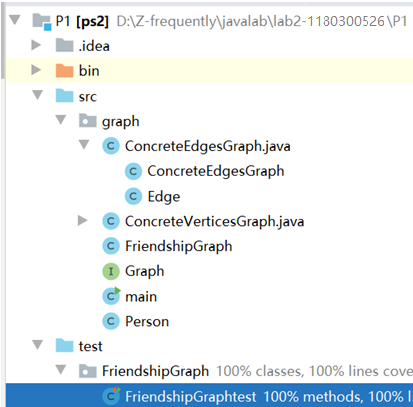 P1 [ps2] D:\Z-frequently\javalab\lab2-1180300526\P1
.idea
bin
src
graph
ConcreteEdgesGraph.java
ConcreteEdgesGraph
Edge
ConcreteVerticesGraph.java
FriendshipGraph
Graph
main
Person
test
FriendshipGraph 100% classes, 100% lines cove
FriendshipGraphtest 100% methods, 100% l